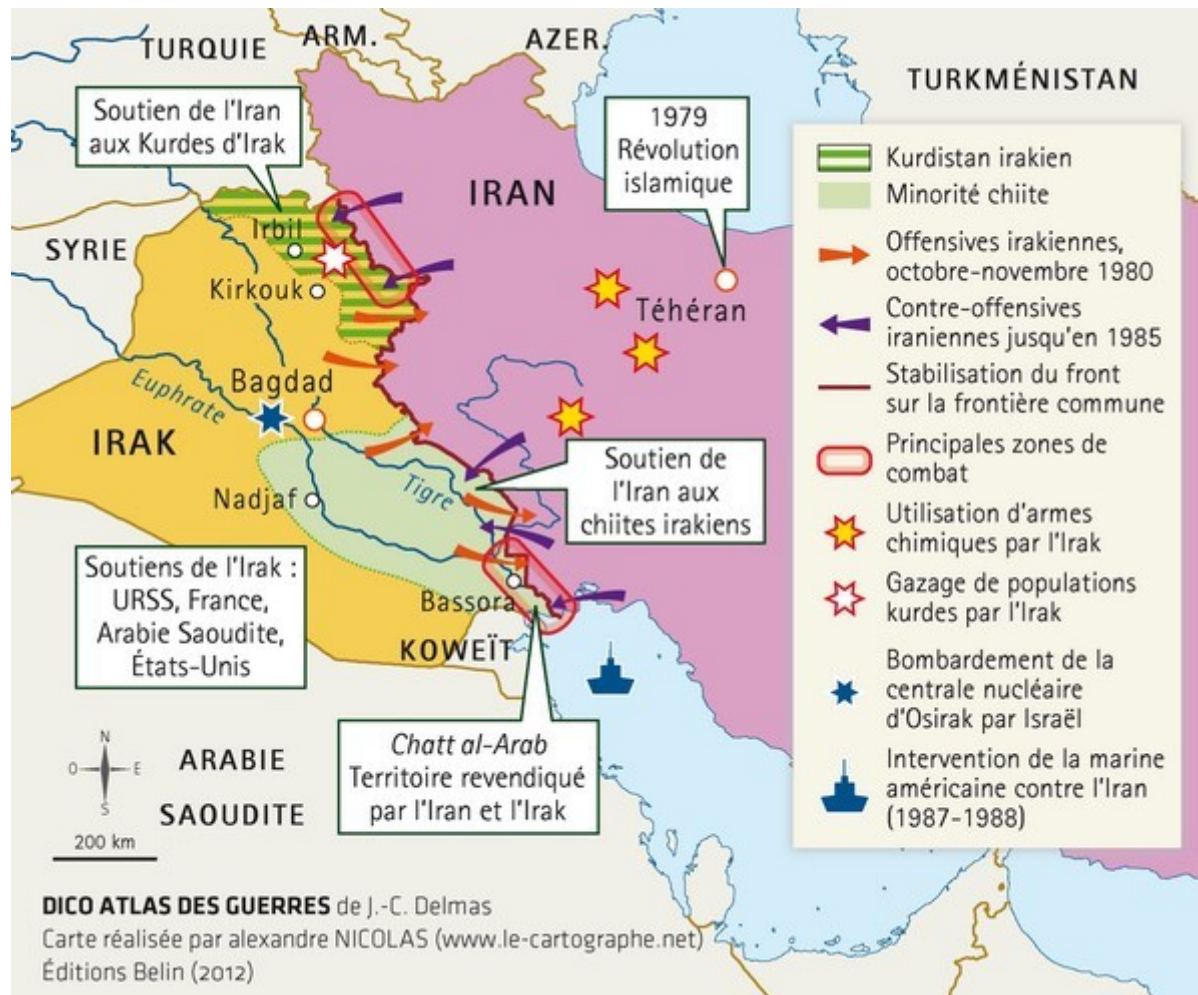 TURQUIE
ARM.
AZER.
TURKMÉNISTAN
Soutien de l'Iran
aux Kurdes d'Irak
1979
Révolution
islamique
IRAN
SYRIE
Irbil
Kirkouk
Téhéran
Bagdad
Euphrate
IRAK
Nadjaf
Tigre
Soutien de
l'Iran aux
chiites irakiens
Soutiens de l'Irak :
URSS, France,
Arabie Saoudite,
États-Unis
Bassora
KOWEÏT
Chatt al-Arab
Territoire revendiqué
par l'Iran et l'Irak
N
O
E
S
ARABIE
SAOUDITE
200 km
Kurdistan irakien
Minorité chiite
Offensives irakiennes,
octobre-novembre 1980
Contre-offensives
iraniennes jusqu'en 1985
Stabilisation du front
sur la frontière commune
Principales zones de
combat
Utilisation d'armes
chimiques par l'Irak
Gazage de populations
kurdes par l'Irak
Bombardement de la
centrale nucléaire
d'Osirak par Israël
Intervention de la marine
américaine contre l'Iran
(1987-1988)
DICO ATLAS DES GUERRES de J.-C. Delmas
Carte réalisée par alexandre NICOLAS (www.le-cartographe.net)
Éditions Belin (2012)